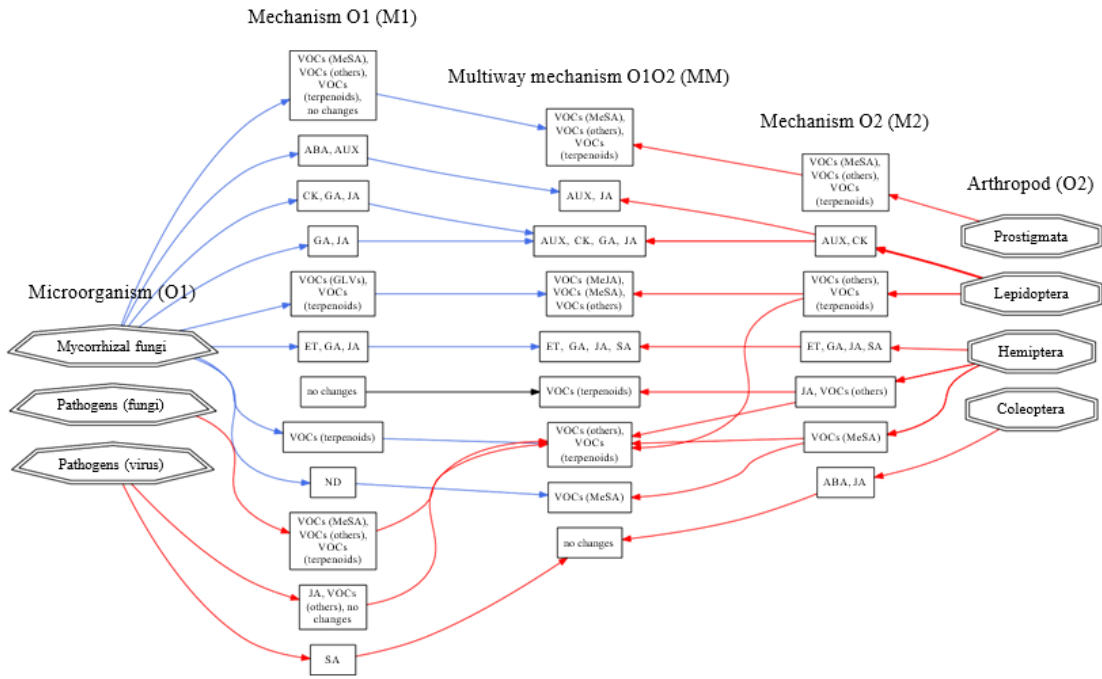 Mechanism O1 (M1)
VOCs (MeSA),
VOCs (others),
VOCs
(terpenoids),
no changes
ABA, AUX
CK, GA, JA
GA, JA
VOCs (GLVs),
VOCs
(terpenoids)
ET, GA, JA
no changes
VOCs (terpenoids)
ND
VOCs (MeSA),
VOCs (others),
VOCs
(terpenoids)
JA, VOCs
(others), no
changes
SA
Microorganism (O1)
Mycorrhizal fungi
Pathogens (fungi)
Pathogens (virus)
Multiway mechanism O1O2 (MM)
VOCs (MeSA),
VOCs (others),
VOCs
(terpenoids)
AUX, JA
AUX, CK, GA, JA
VOCs (MeJA),
VOCs (MeSA),
VOCs (others)
ET, GA, JA, SA
VOCs (terpenoids)
VOCs (others),
VOCs
(terpenoids)
VOCs (MeSA)
no changes
Mechanism O2 (M2)
VOCs (MeSA),
VOCs (others),
VOCs
(terpenoids)
AUX, CK
VOCs (others),
VOCs
(terpenoids)
ET, GA, JA, SA
JA, VOCs (others)
VOCs (MeSA)
ABA, JA
Arthropod (O2)
Prostigmata
Lepidoptera
Hemiptera
Coleoptera